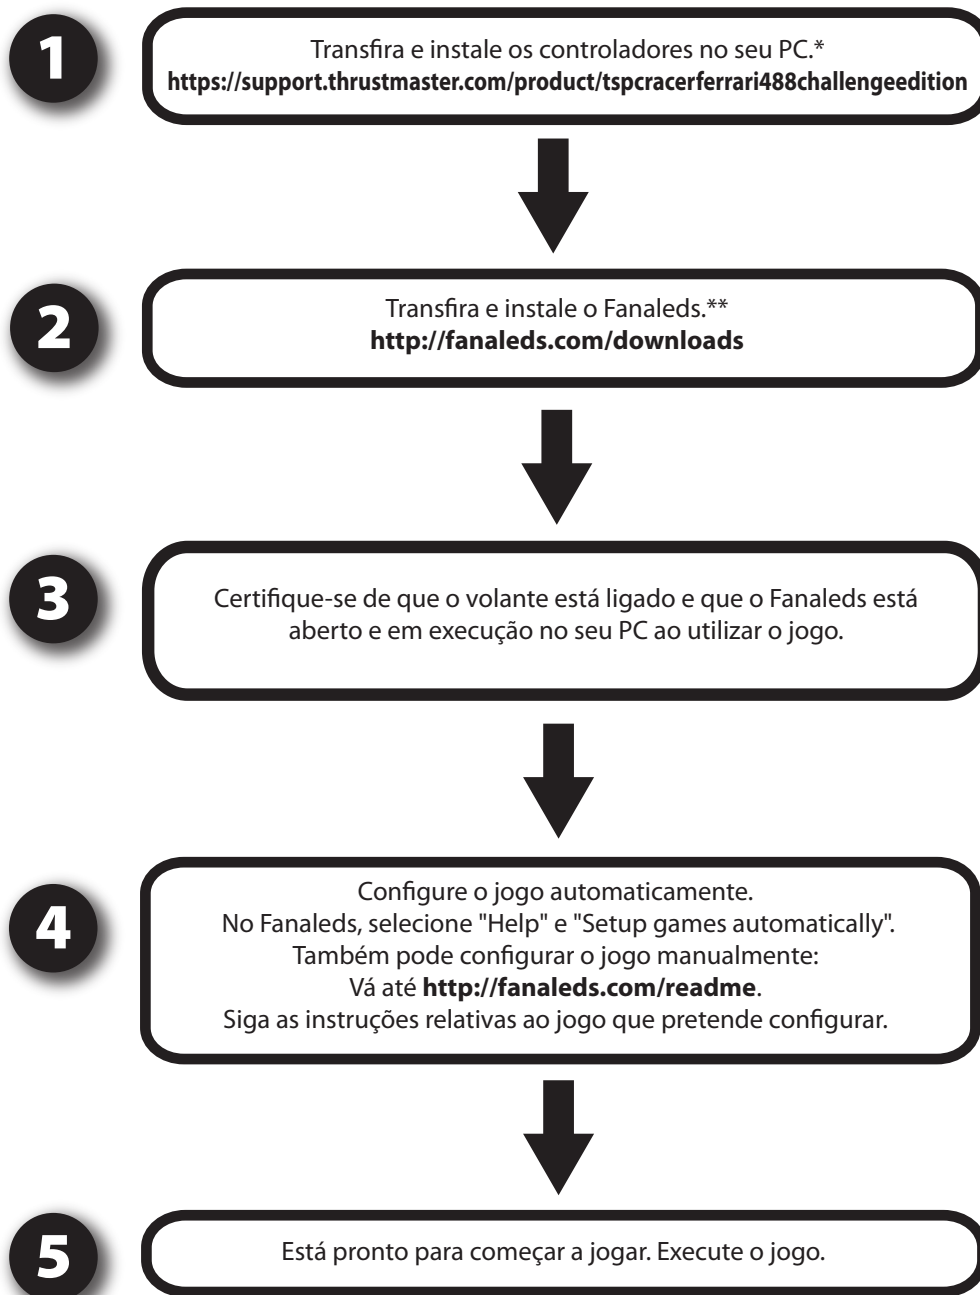 1
Transfira e instale os controladores no seu PC.*
https://support.thrustmaster.com/product/tspcracerferrari488challengeedition
2
Transfira e instale o Fanaleds.**
http://fanaleds.com/downloads
3
Certifique-se de que o volante está ligado e que o Fanaleds está
aberto e em execução no seu PC ao utilizar o jogo.
4
Configure o jogo automaticamente.
No Fanaleds, selecione "Help" e "Setup games automatically".
Também pode configurar o jogo manualmente:
Vá até http://fanaleds.com/readme.
Siga as instruções relativas ao jogo que pretende configurar.
5
Está pronto para começar a jogar. Execute o jogo.